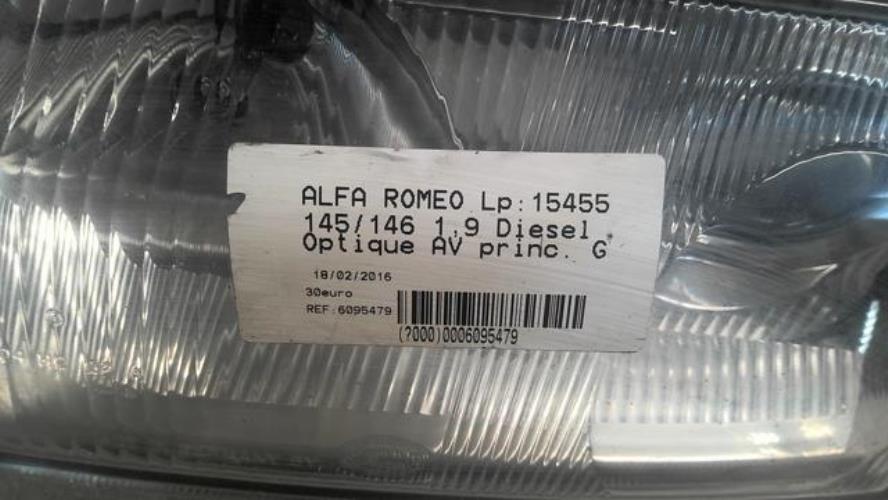 ALFA ROMEO Lp:15455
145/146 1,9 Diesel
Optique AV princ. G
18/02/2016
30euro
REF:6095479
(?000)0006095479